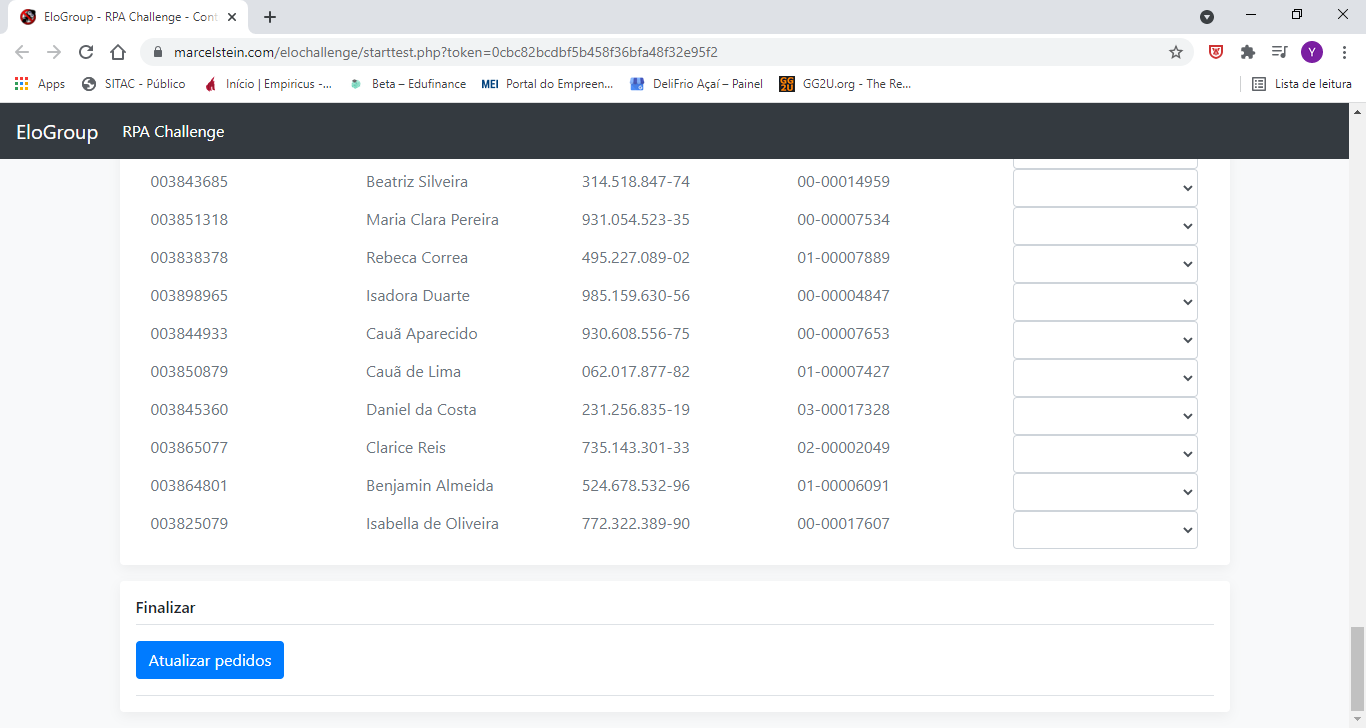 EloGroup - RPA Challenge - Cont
marcelstein.com/elochallenge/starttest.php?token=0cbc82bcdbf5b458f36bfa48f32e95f2
Y
Apps SITAC - Público Início | Empiricus -... Beta – Edufinance MEI Portal do Empreen... DeliFrio Açaí – Painel GG2U GG2U.org - The Re... Lista de leitura
EloGroup RPA Challenge
003843685 Beatriz Silveira 314.518.847-74 00-00014959
003851318 Maria Clara Pereira 931.054.523-35 00-00007534
003838378 Rebeca Correa 495.227.089-02 01-00007889
003898965 Isadora Duarte 985.159.630-56 00-00004847
003844933 Cauã Aparecido 930.608.556-75 00-00007653
003850879 Cauã de Lima 062.017.877-82 01-00007427
003845360 Daniel da Costa 231.256.835-19 03-00017328
003865077 Clarice Reis 735.143.301-33 02-00002049
003864801 Benjamin Almeida 524.678.532-96 01-00006091
003825079 Isabella de Oliveira 772.322.389-90 00-00017607
Finalizar
Atualizar pedidos